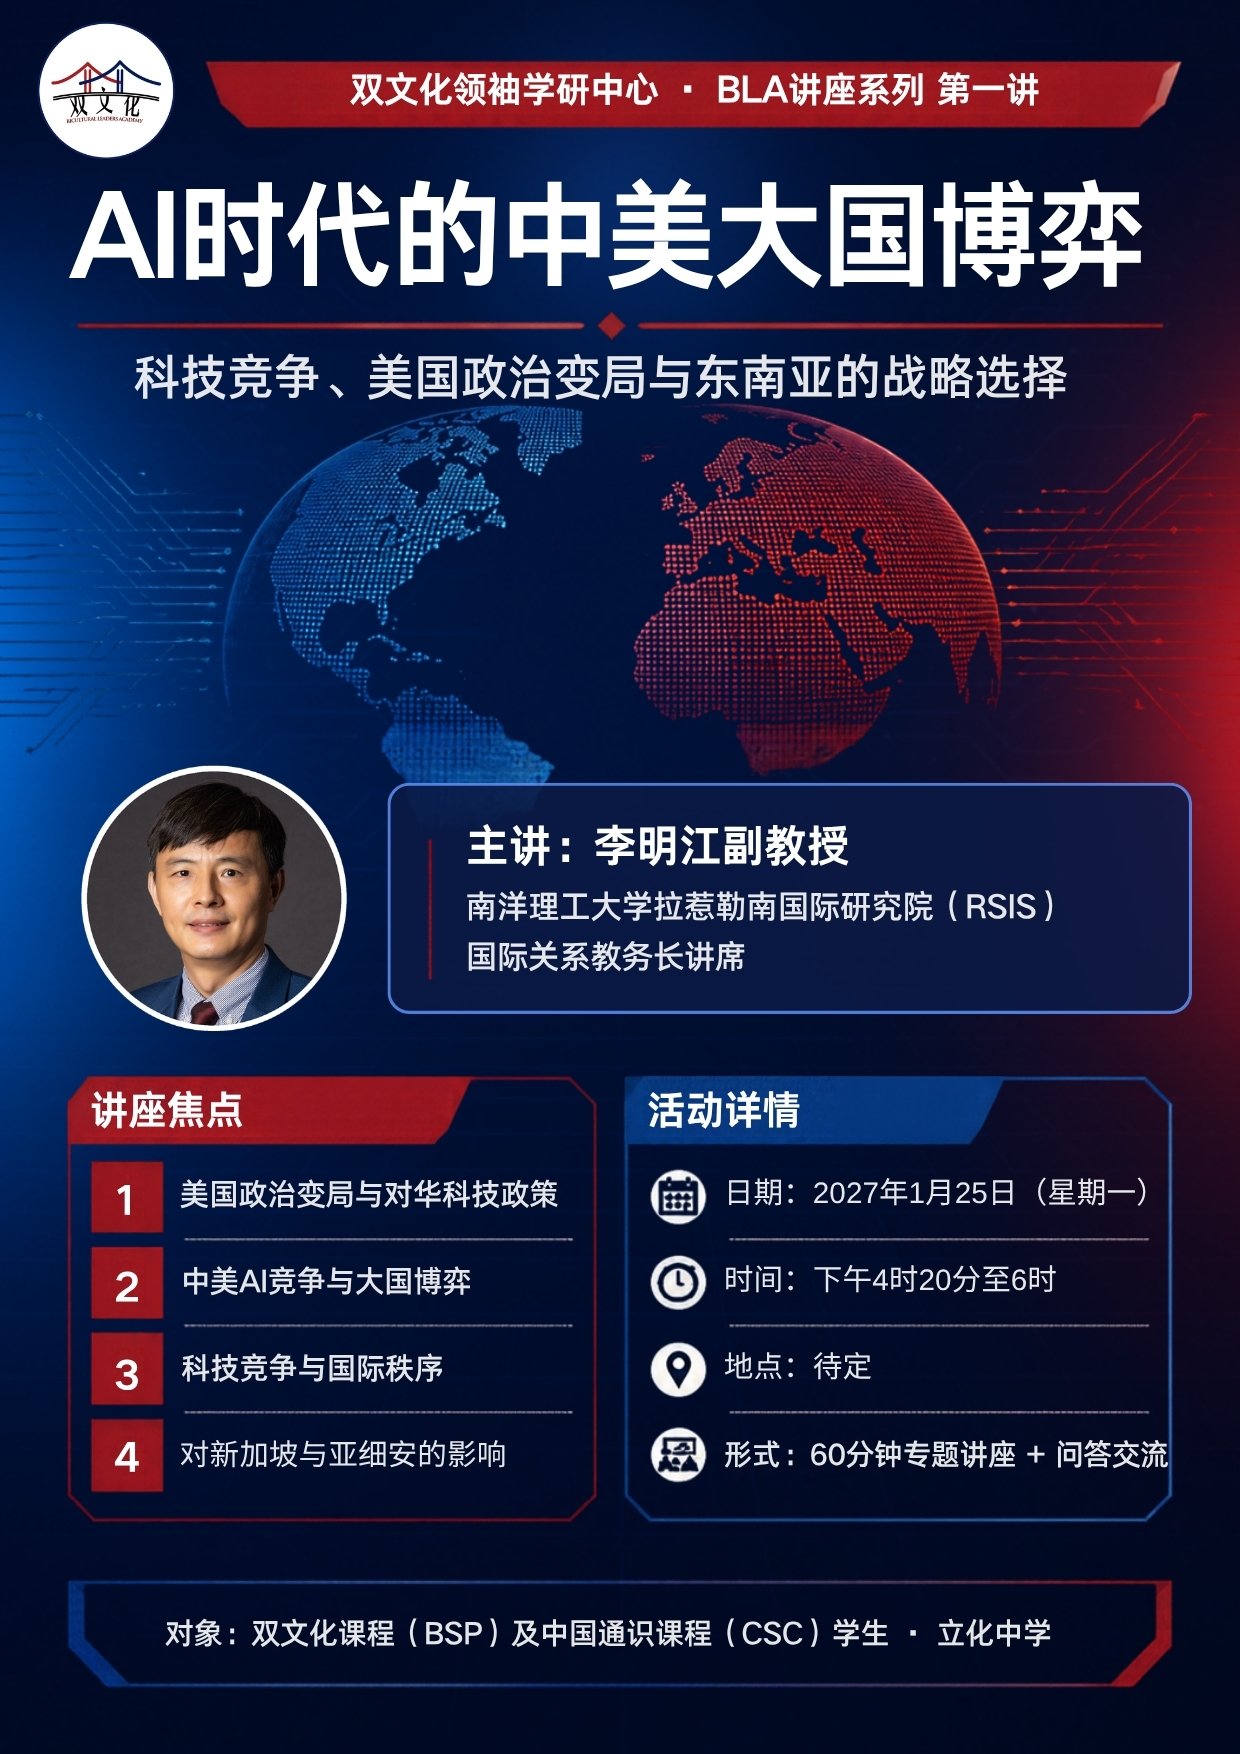 双文化
BICULTURAL LEADERS ACADEMY
双文化领袖学研中心 · BLA讲座系列 第一讲
AI时代的中美大国博弈
科技竞争、美国政治变局与东南亚的战略选择
主讲：李明江副教授
南洋理工大学拉惹勒南国际研究院（RSIS）
国际关系教务长讲席
讲座焦点
1 美国政治变局与对华科技政策
2 中美AI竞争与大国博弈
3 科技竞争与国际秩序
4 对新加坡与亚细安的影响
活动详情
日期：2027年1月25日（星期一）
时间：下午4时20分至6时
地点：待定
形式：60分钟专题讲座 + 问答交流
对象：双文化课程（BSP）及中国通识课程（CSC）学生 · 立化中学